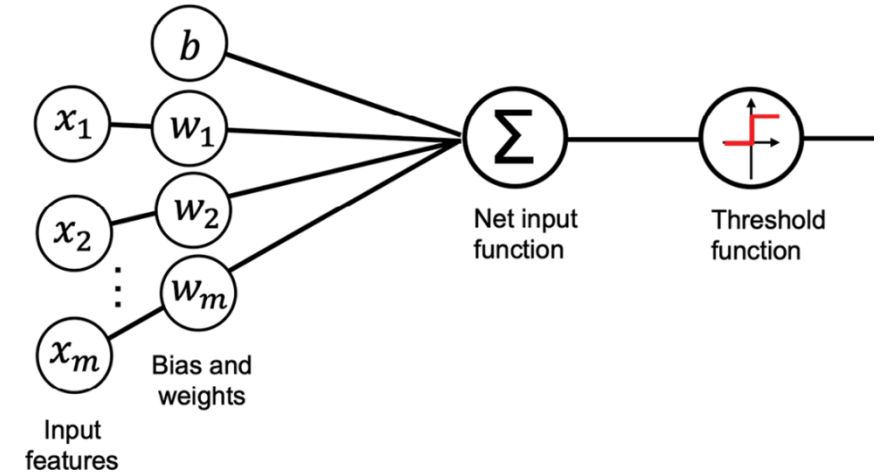 b
x₁
w₁
x₂
w₂
⋮
wₘ
xₘ
Σ
Net input
function
Threshold
function
Bias and
weights
Input
features